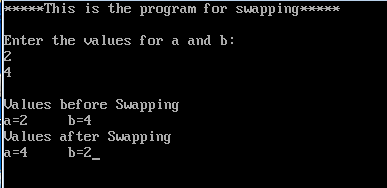 *****This is the program for swapping*****
Enter the values for a and b:
2
4
Values before Swapping
a=2     b=4
Values after Swapping
a=4     b=2_